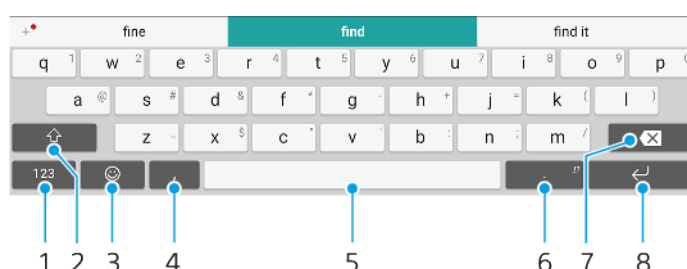 + fine find find it
q 1 w 2 e 3 r 4 t 5 y 6 u 7 i 8 o 9 p
a @ s # d & f * g - h + j = k ( l )
z x $ c " v ' b : n ; m /
123 , .
1 2 3 4 5 6 7 8